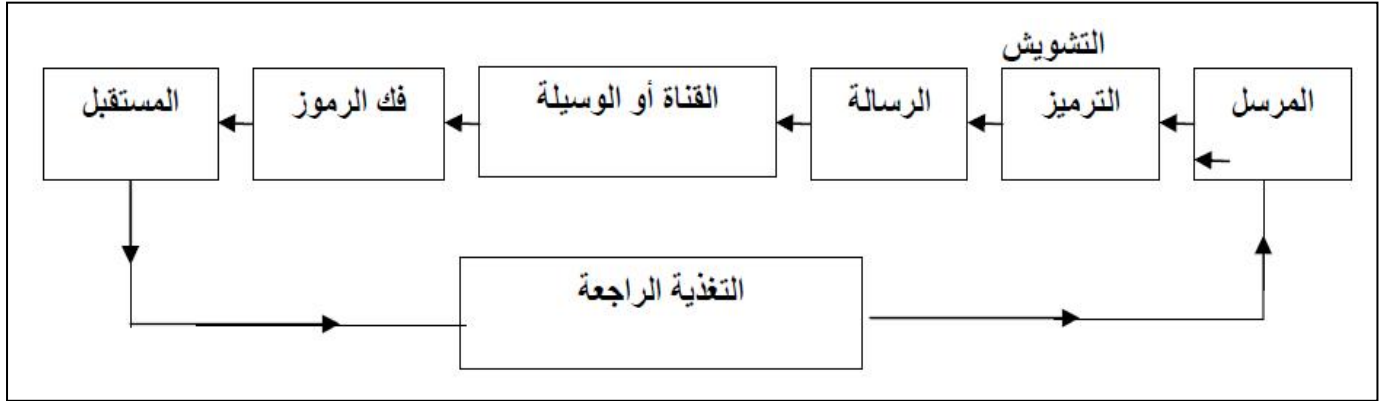 التشويش
المرسل
الترميز
الرسالة
القناة أو الوسيلة
فك الرموز
المستقبل
التغذية الراجعة